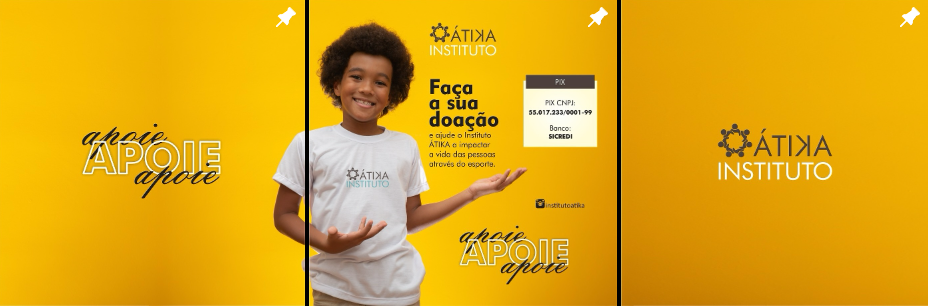 apoie
APOIE
apoie
ÁTIKA
INSTITUTO
Faça
a sua
doação
e ajude o Instituto
ÁTIKA a impactar
a vida das pessoas
através do esporte.
PIX
PIX CNPJ:
55.017.233/0001-99
Banco:
SICREDI
ÁTIKA
INSTITUTO
institutoatika
apoie
APOIE
apoie
ÁTIKA
INSTITUTO